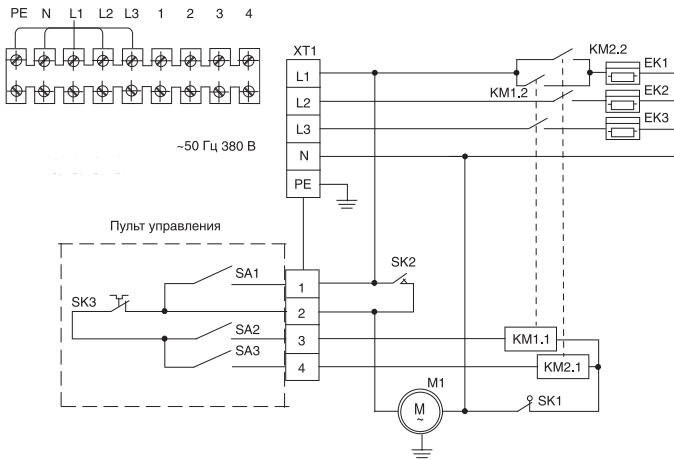 PE N L1 L2 L3 1 2 3 4
~50 Гц 380 В
XT1
L1
L2
L3
N
PE
KM2.2
KM1.2
EK1
EK2
EK3
Пульт управления
SK3
SA1
SA2
SA3
1
2
3
4
SK2
KM1.1
KM2.1
M1
M
~
SK1